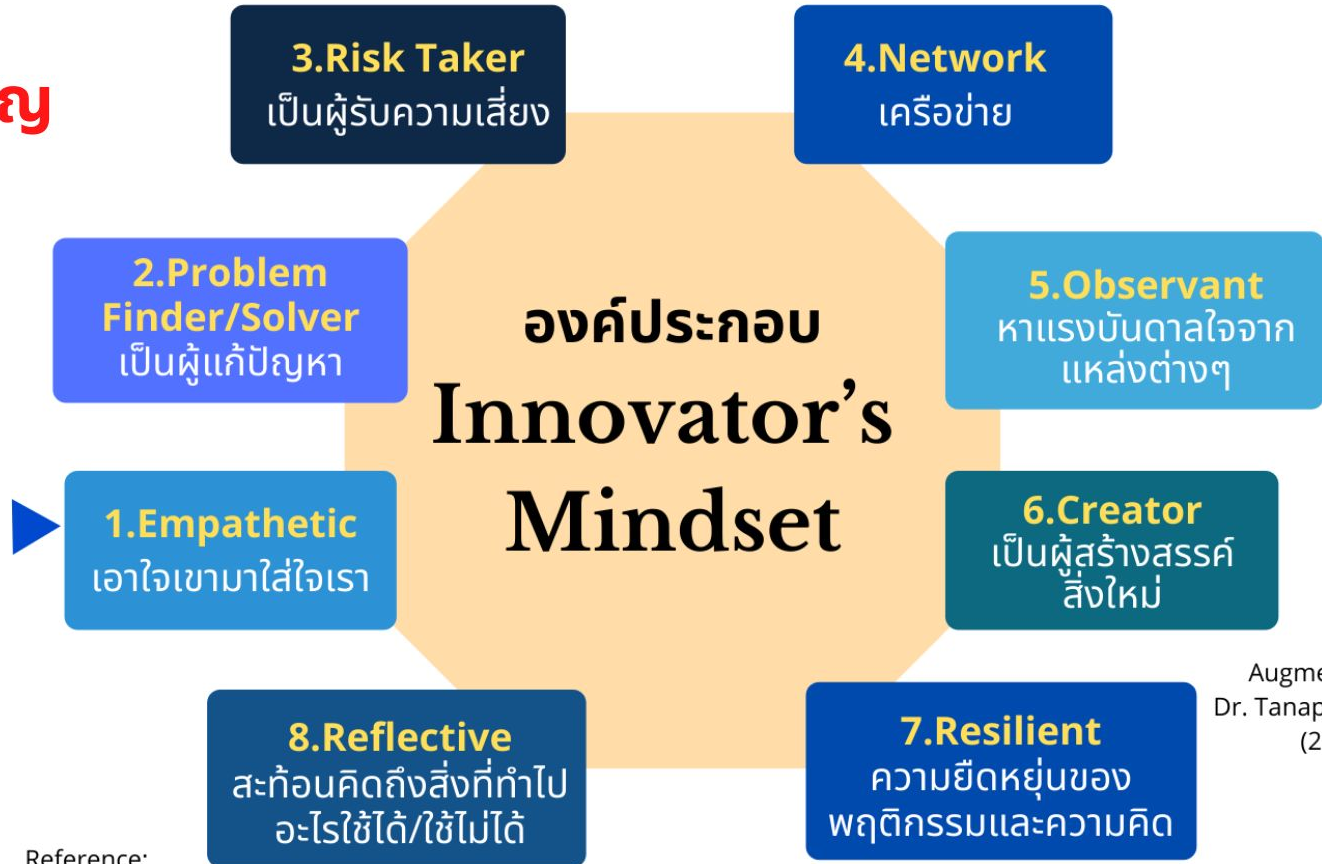 3.Risk Taker
เป็นผู้รับความเสี่ยง
4.Network
เครือข่าย
2.Problem
Finder/Solver
เป็นผู้แก้ปัญหา
องค์ประกอบ
Innovator’s
Mindset
5.Observant
หาแรงบันดาลใจจาก
แหล่งต่างๆ
1.Empathetic
เอาใจเขามาใส่ใจเรา
6.Creator
เป็นผู้สร้างสรรค์
สิ่งใหม่
8.Reflective
สะท้อนคิดถึงสิ่งที่ทำไป
อะไรใช้ได้/ใช้ไม่ได้
7.Resilient
ความยืดหยุ่นของ
พฤติกรรมและความคิด
Dr.
Reference: